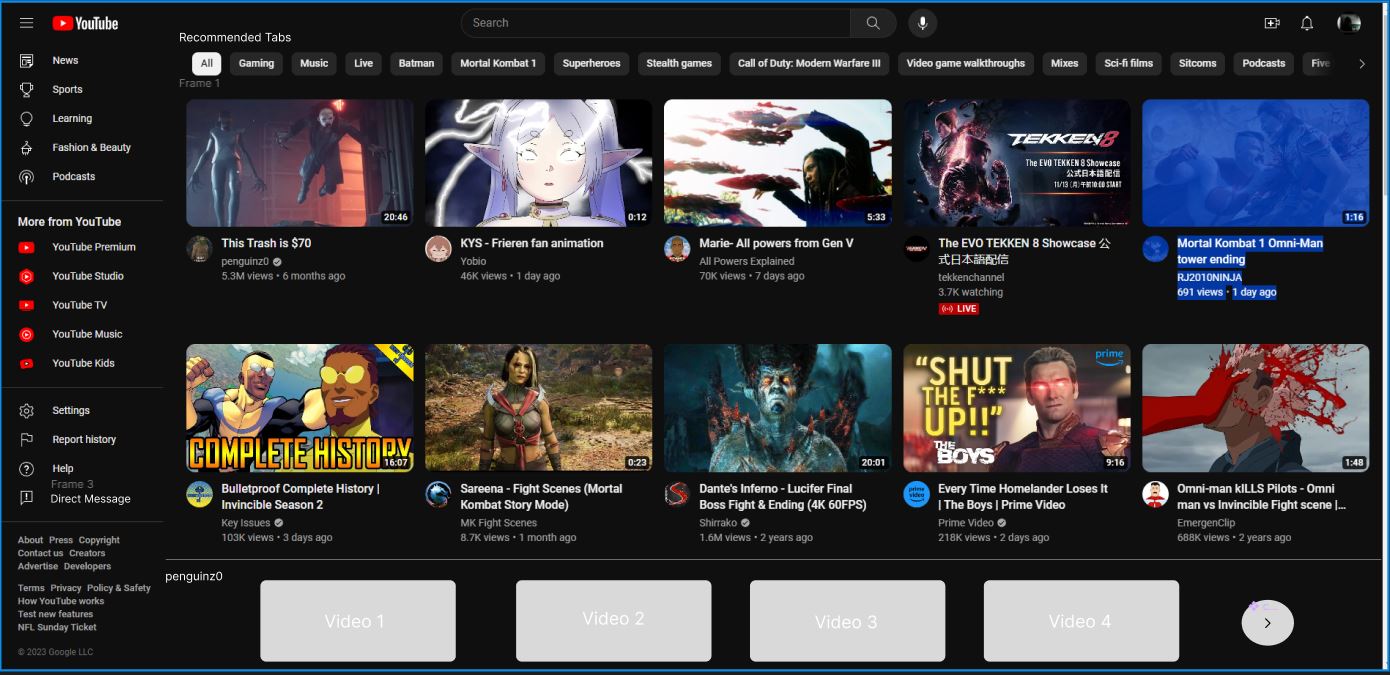 YouTube
Search
Recommended Tabs
All Gaming Music Live Batman Mortal Kombat 1 Superheroes Stealth games Call of Duty: Modern Warfare III Video game walkthroughs Mixes Sci-fi films Sitcoms Podcasts Five
Frame 1
News
Sports
Learning
Fashion & Beauty
Podcasts
More from YouTube
YouTube Premium
YouTube Studio
YouTube TV
YouTube Music
YouTube Kids
Settings
Report history
Help
Frame 3
Direct Message
About Press Copyright
Contact us Creators
Advertise Developers
Terms Privacy Policy & Safety
How YouTube works
Test new features
NFL Sunday Ticket
© 2023 Google LLC
20:46
This Trash is $70
penguinz0
5.3M views • 6 months ago
0:12
KYS - Frieren fan animation
Yobio
46K views • 1 day ago
5:33
Marie- All powers from Gen V
All Powers Explained
70K views • 7 days ago
TEKKEN 8
The EVO TEKKEN 8 Showcase
公式日本語配信
11/13 (月)午前10:00 START
The EVO TEKKEN 8 Showcase 公
式日本語配信
tekkenchannel
3.7K watching
LIVE
1:16
Mortal Kombat 1 Omni-Man
tower ending
RJ2010NINJA
691 views • 1 day ago
COMPLETE HISTORY
16:07
Bulletproof Complete History |
Invincible Season 2
Key Issues
103K views • 3 days ago
0:23
Sareena - Fight Scenes (Mortal
Kombat Story Mode)
MK Fight Scenes
8.7K views • 1 month ago
20:01
Dante's Inferno - Lucifer Final
Boss Fight & Ending (4K 60FPS)
Shirrako
1.6M views • 2 years ago
prime
“SHUT
THE F***
UP!!”
THE
BOYS
9:16
Every Time Homelander Loses It
| The Boys | Prime Video
Prime Video
218K views • 2 days ago
1:48
Omni-man kILLS Pilots - Omni
man vs Invincible Fight scene |...
EmergenClip
688K views • 2 years ago
penguinz0
Video 1
Video 2
Video 3
Video 4